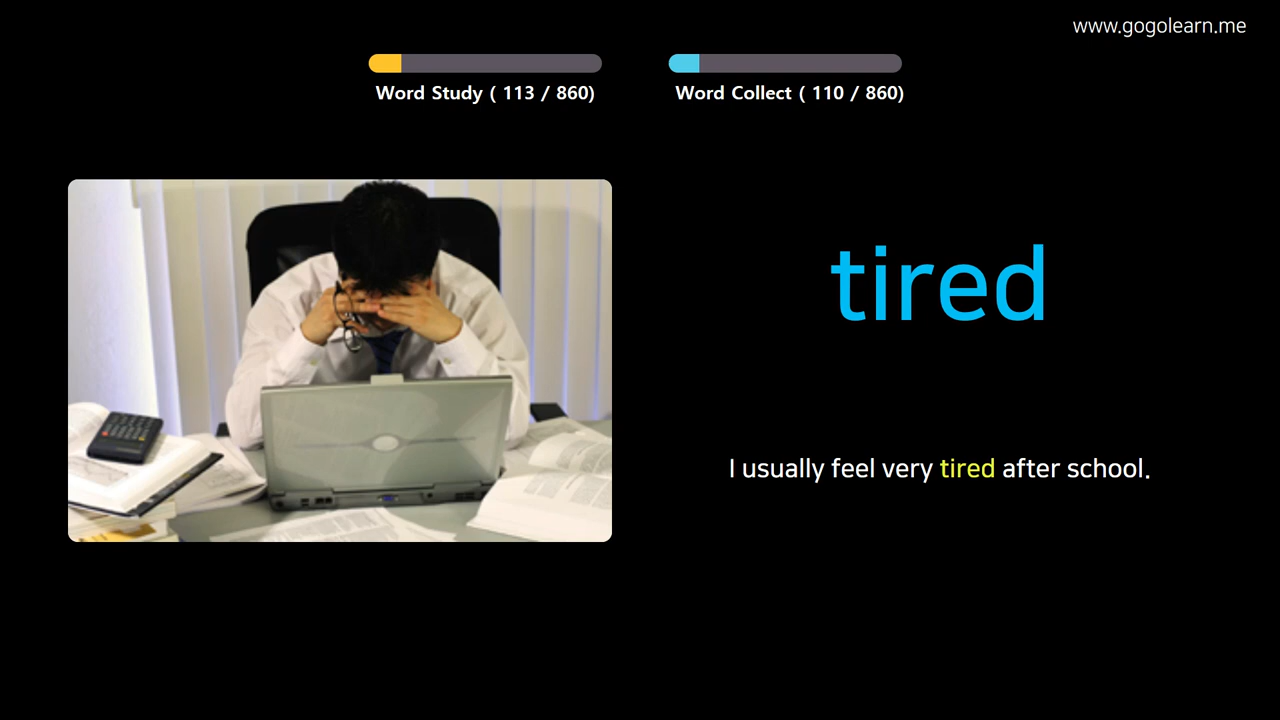 www.gogolearn.me
Word Study ( 113 / 860)
Word Collect ( 110 / 860)
tired
I usually feel very tired after school.